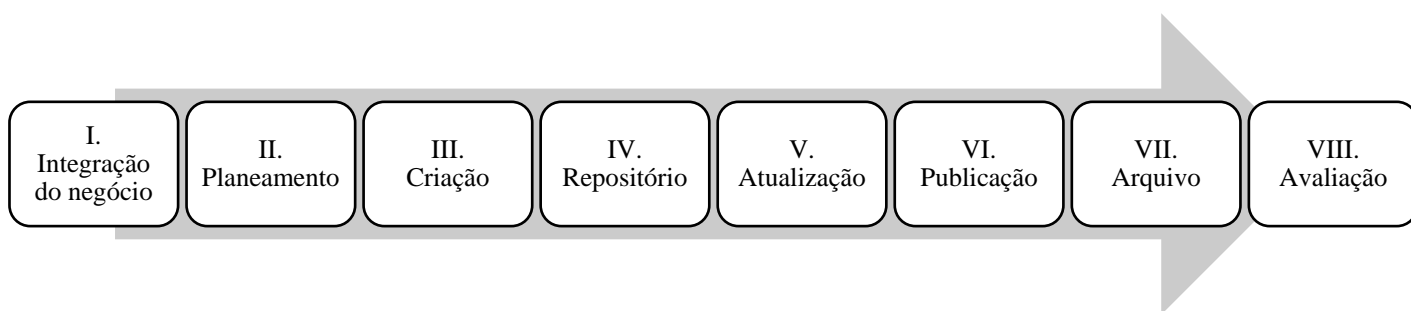 I.
Integração
do negócio
II.
Planeamento
III.
Criação
IV.
Repositório
V.
Atualização
VI.
Publicação
VII.
Arquivo
VIII.
Avaliação